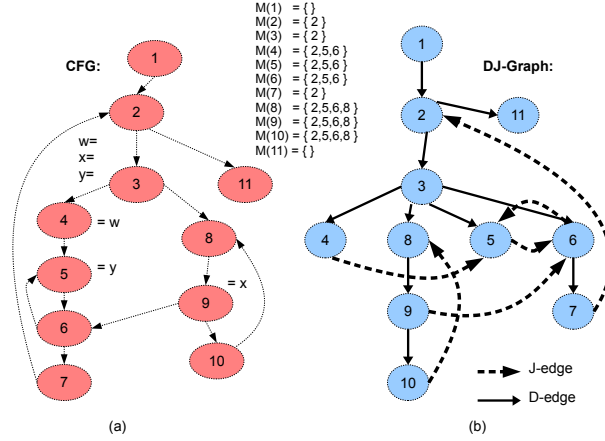 CFG:
1
2
w=
x=
y=
3
11
4
= w
8
5
= y
9
= x
6
10
7
(a)
M(1) = { }
M(2) = { 2 }
M(3) = { 2 }
M(4) = { 2,5,6 }
M(5) = { 2,5,6 }
M(6) = { 2,5,6 }
M(7) = { 2 }
M(8) = { 2,5,6,8 }
M(9) = { 2,5,6,8 }
M(10) = { 2,5,6,8 }
M(11) = { }
DJ-Graph:
1
2
11
3
4
8
5
6
9
7
10
J-edge
D-edge
(b)